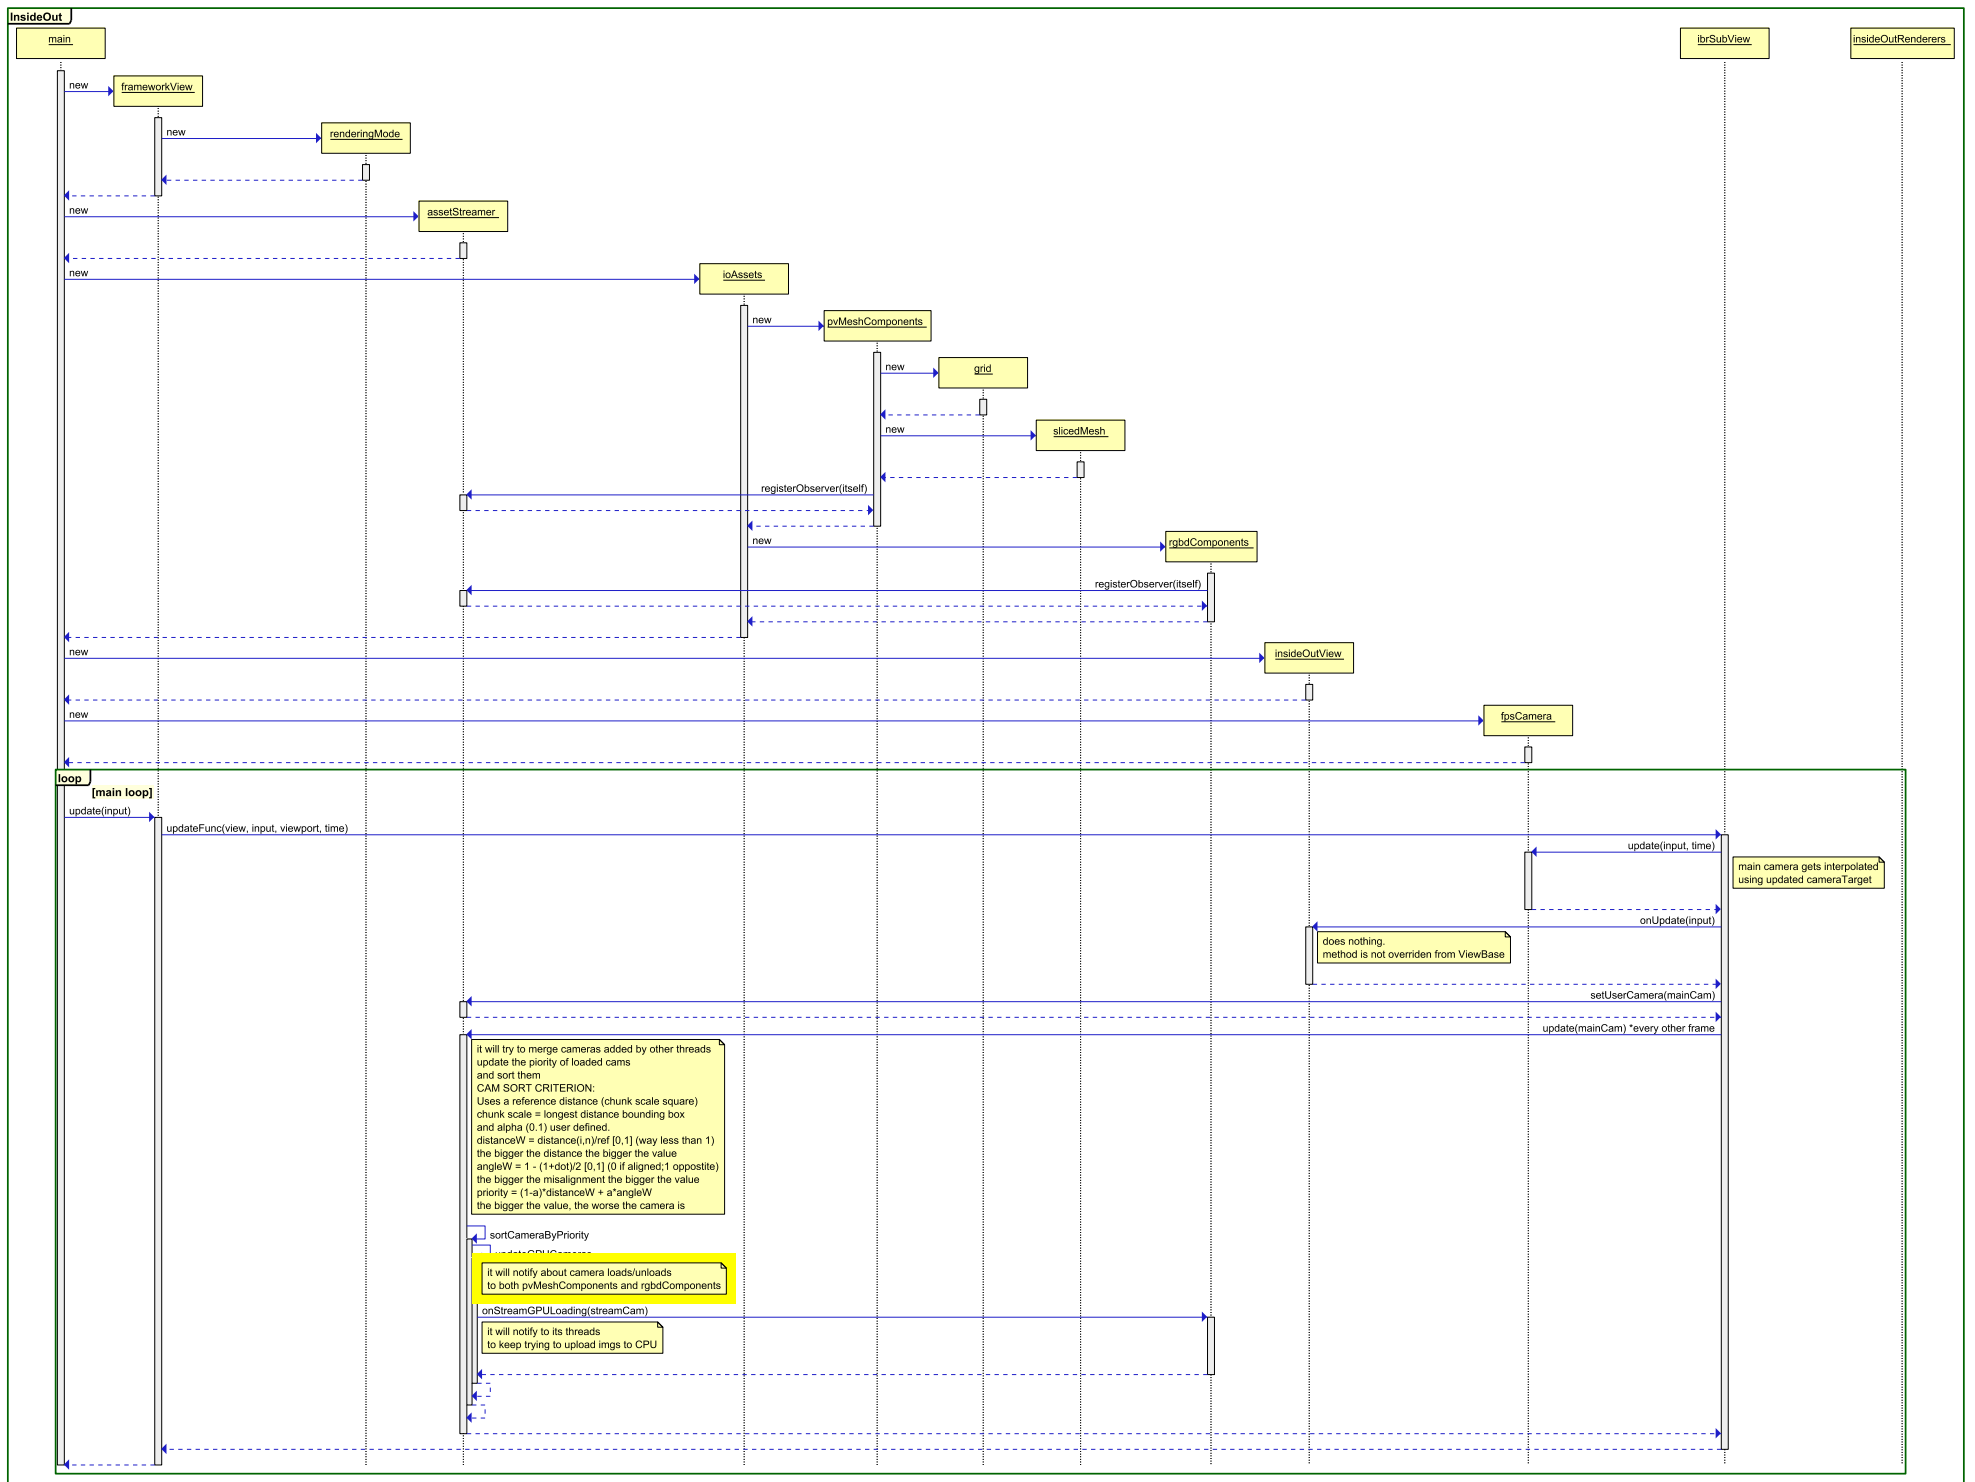 InsideOut
main
ibrSubView
insideOutRenderers
new
frameworkView
new
renderingMode
new
assetStreamer
new
ioAssets
new
pvMeshComponents
new
grid
new
slicedMesh
registerObserver(itself)
new
rgbdComponents
registerObserver(itself)
new
insideOutView
new
fpsCamera
loop
[main loop]
update(input)
updateFunc(view, input, viewport, time)
update(input, time)
main camera gets interpolated
using updated cameraTarget
onUpdate(input)
does nothing.
method is not overriden from ViewBase
setUserCamera(mainCam)
update(mainCam) *every other frame
it will try to merge cameras added by other threads
update the piority of loaded cams
and sort them
CAM SORT CRITERION:
Uses a reference distance (chunk scale square)
chunk scale = longest distance bounding box
and alpha (0.1) user defined.
distanceW = distance(i,n)/ref [0,1] (way less than 1)
the bigger the distance the bigger the value
angleW = 1 - (1+dot)/2 [0,1] (0 if aligned;1 oppostite)
the bigger the misalignment the bigger the value
priority = (1-a)*distanceW + a*angleW
the bigger the value, the worse the camera is
sortCameraByPriority
it will notify about camera loads/unloads
to both pvMeshComponents and rgbdComponents
onStreamGPULoading(streamCam)
it will notify to its threads
to keep trying to upload imgs to CPU